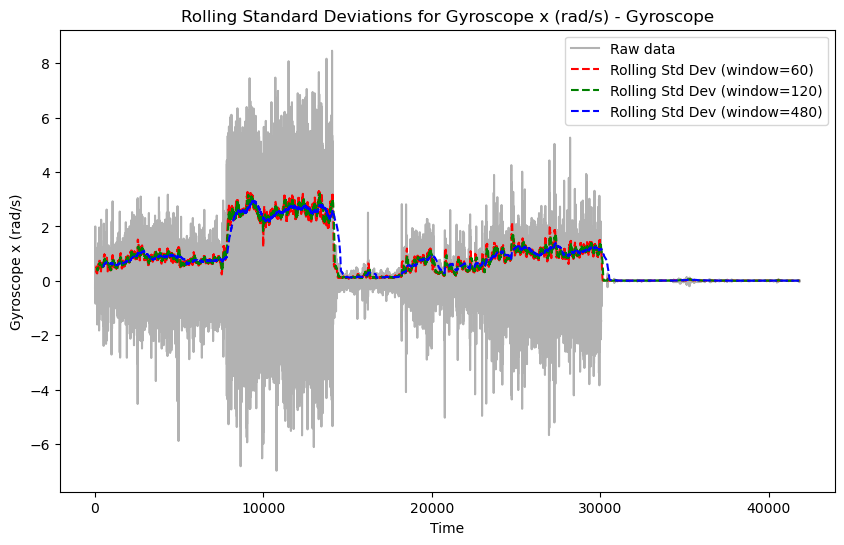 Rolling Standard Deviations for Gyroscope x (rad/s) - Gyroscope
Raw data
Rolling Std Dev (window=60)
Rolling Std Dev (window=120)
Rolling Std Dev (window=480)
Gyroscope x (rad/s)
8
6
4
2
0
−2
−4
−6
0 10000 20000 30000 40000
Time